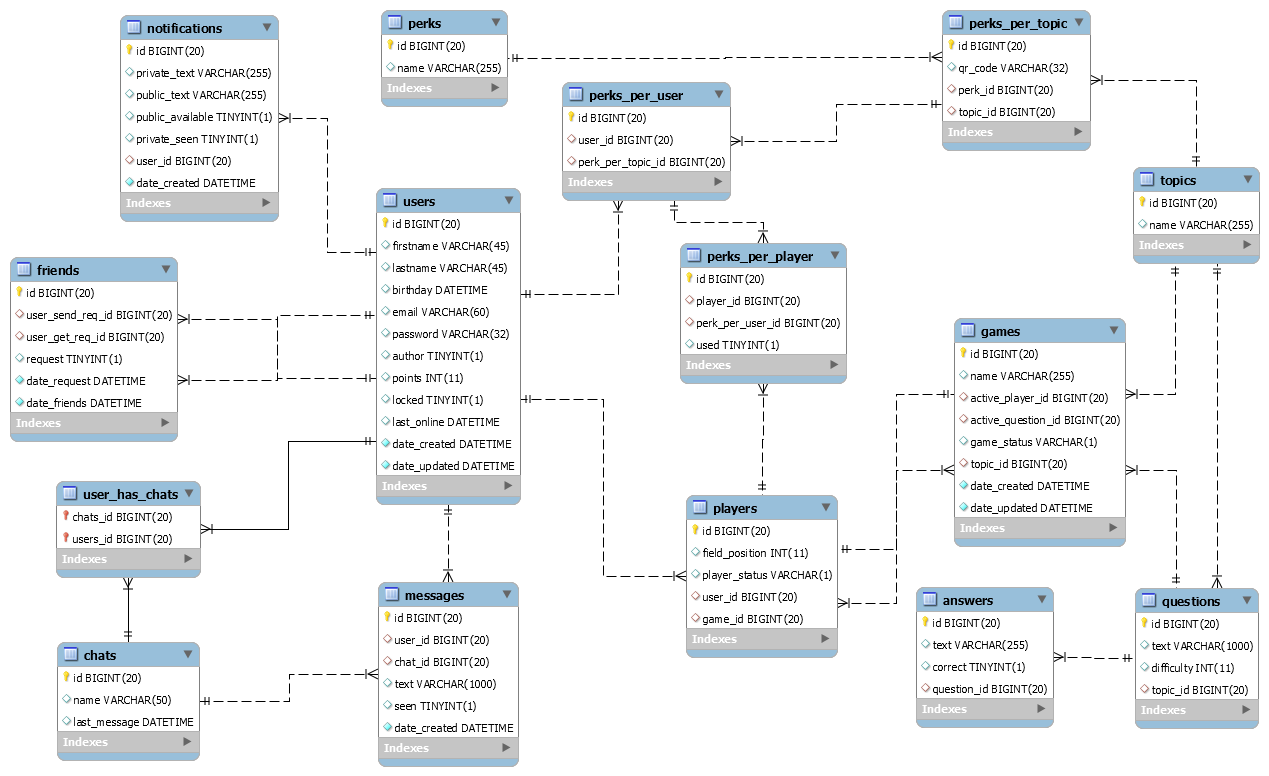 notifications
id BIGINT(20)
private_text VARCHAR(255)
public_text VARCHAR(255)
public_available TINYINT(1)
private_seen TINYINT(1)
user_id BIGINT(20)
date_created DATETIME
Indexes
perks
id BIGINT(20)
name VARCHAR(255)
Indexes
perks_per_topic
id BIGINT(20)
qr_code VARCHAR(32)
perk_id BIGINT(20)
topic_id BIGINT(20)
Indexes
perks_per_user
id BIGINT(20)
user_id BIGINT(20)
perk_per_topic_id BIGINT(20)
Indexes
topics
id BIGINT(20)
name VARCHAR(255)
Indexes
users
id BIGINT(20)
firstname VARCHAR(45)
lastname VARCHAR(45)
birthday DATETIME
email VARCHAR(60)
password VARCHAR(32)
author TINYINT(1)
points INT(11)
locked TINYINT(1)
last_online DATETIME
date_created DATETIME
date_updated DATETIME
Indexes
friends
id BIGINT(20)
user_send_req_id BIGINT(20)
user_get_req_id BIGINT(20)
request TINYINT(1)
date_request DATETIME
date_friends DATETIME
Indexes
perks_per_player
id BIGINT(20)
player_id BIGINT(20)
perk_per_user_id BIGINT(20)
used TINYINT(1)
Indexes
games
id BIGINT(20)
name VARCHAR(255)
active_player_id BIGINT(20)
active_question_id BIGINT(20)
game_status VARCHAR(1)
topic_id BIGINT(20)
date_created DATETIME
date_updated DATETIME
Indexes
user_has_chats
chats_id BIGINT(20)
users_id BIGINT(20)
Indexes
players
id BIGINT(20)
field_position INT(11)
player_status VARCHAR(1)
user_id BIGINT(20)
game_id BIGINT(20)
Indexes
messages
id BIGINT(20)
user_id BIGINT(20)
chat_id BIGINT(20)
text VARCHAR(1000)
seen TINYINT(1)
date_created DATETIME
Indexes
answers
id BIGINT(20)
text VARCHAR(255)
correct TINYINT(1)
question_id BIGINT(20)
Indexes
questions
id BIGINT(20)
text VARCHAR(1000)
difficulty INT(11)
topic_id BIGINT(20)
Indexes
chats
id BIGINT(20)
name VARCHAR(50)
last_message DATETIME
Indexes